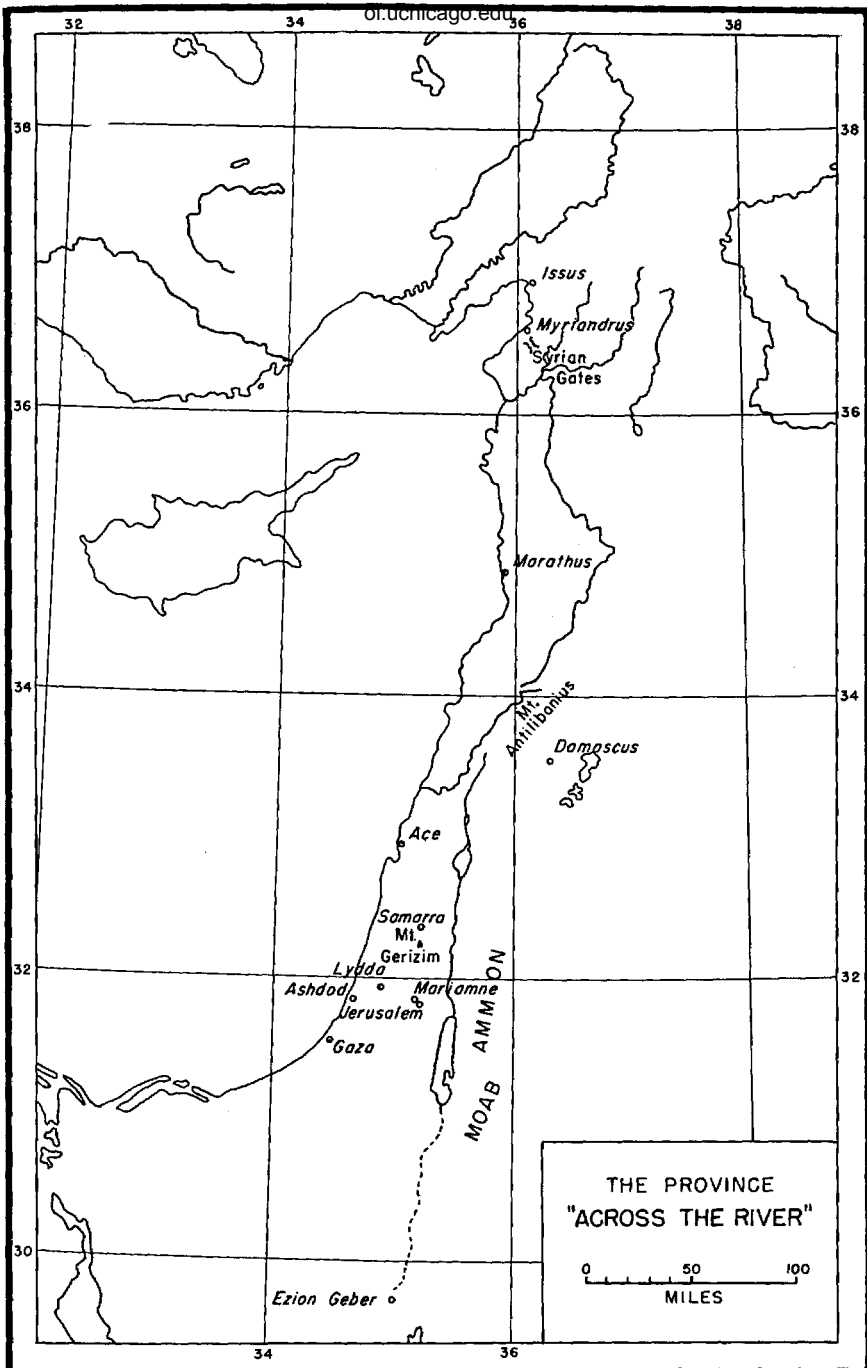 oi.uchicago.edu
32 34 36 38
38 38
Issus
Myriandrus
Syrian
Gates
36 36
Marathus
34 34
Mt.
Antilibanius
Damascus
Ace
Samarra
Mt.
Gerizim
Lydda
32 32
Ashdod
Mariamne
Jerusalem
Gaza
AMMON
MOAB
THE PROVINCE
"ACROSS THE RIVER"
0 50 100
MILES
30
Ezion Geber
34 36